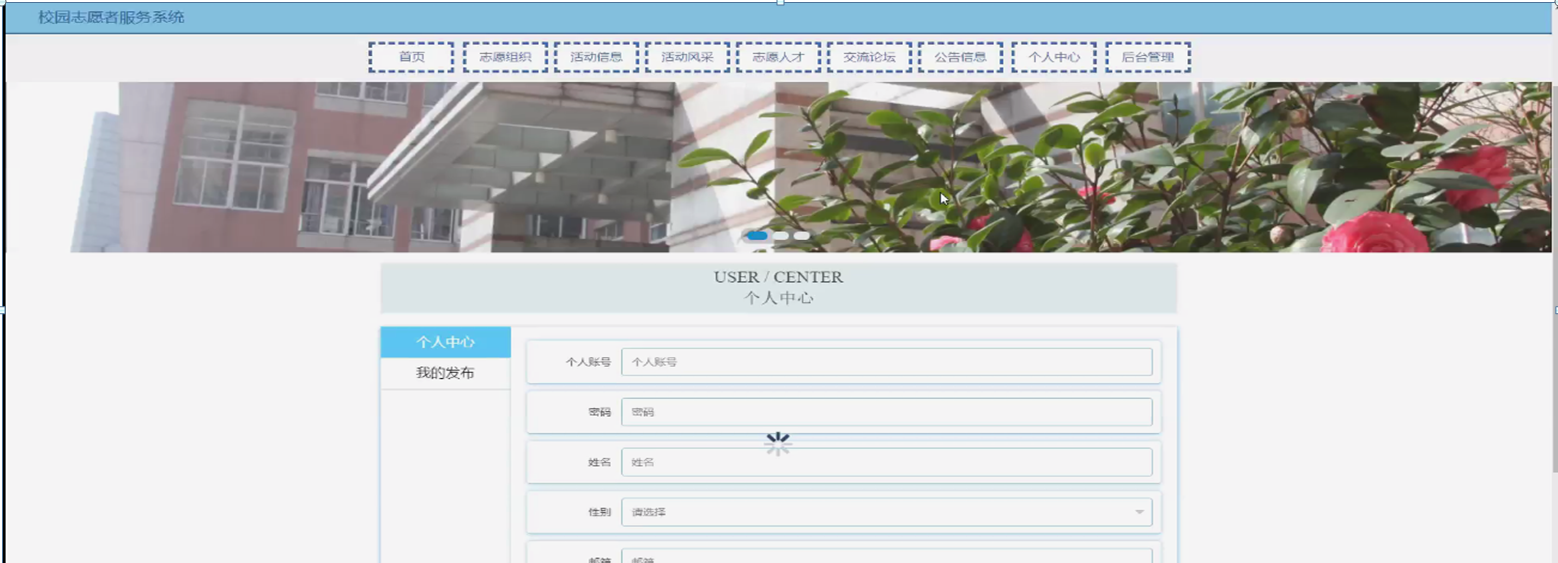 校园志愿者服务系统
首页 志愿组织 活动信息 活动风采 志愿人才 交流论坛 公告信息 个人中心 后台管理
USER / CENTER
个人中心
个人中心
我的发布
个人账号 个人账号
密码 密码
姓名 姓名
性别 请选择